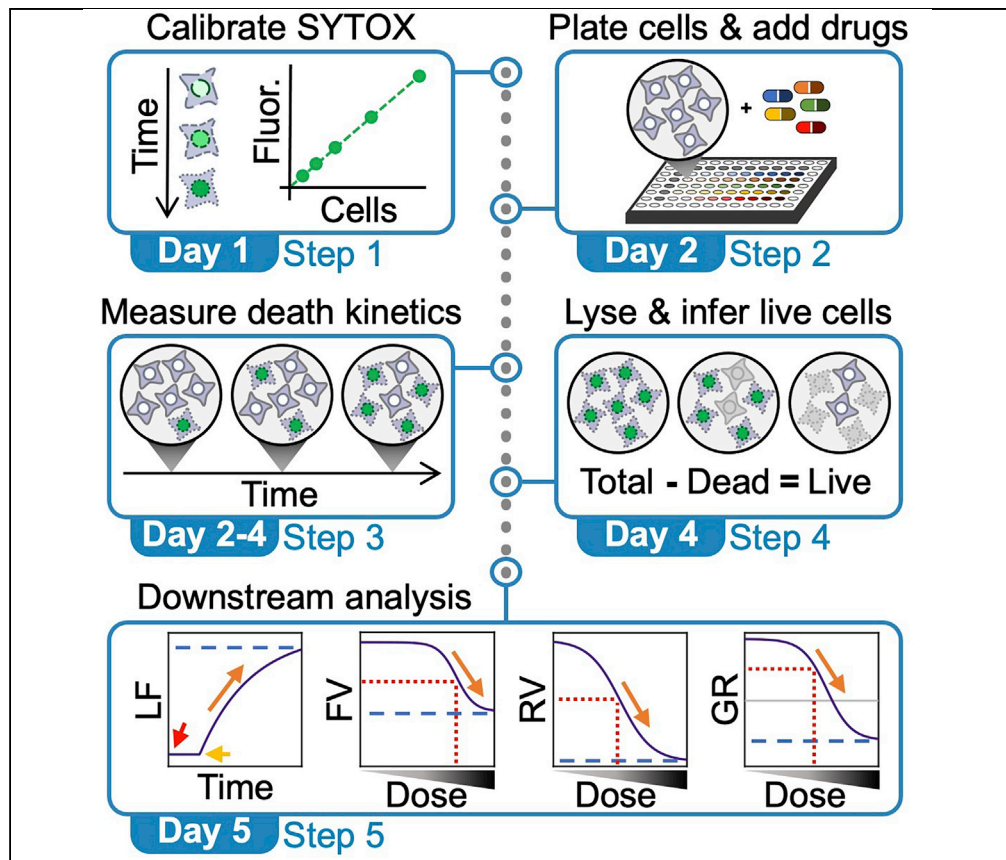 Calibrate SYTOX
Time
Fluor.
Cells
Day 1 Step 1
Plate cells & add drugs
+
Day 2 Step 2
Measure death kinetics
Time
Day 2-4 Step 3
Lyse & infer live cells
Total - Dead = Live
Day 4 Step 4
Downstream analysis
LF
Time
FV
Dose
RV
Dose
GR
Dose
Day 5 Step 5